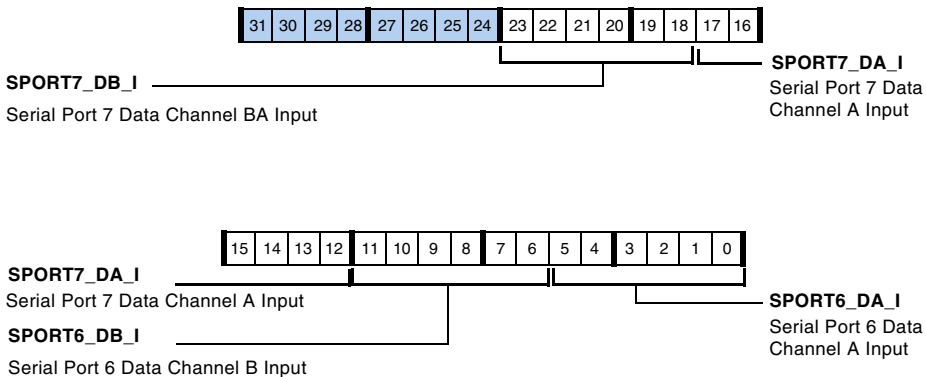 31 30 29 28 27 26 25 24 23 22 21 20 19 18 17 16
SPORT7_DB_I
Serial Port 7 Data Channel BA Input
SPORT7_DA_I
Serial Port 7 Data
Channel A Input
15 14 13 12 11 10 9 8 7 6 5 4 3 2 1 0
SPORT7_DA_I
Serial Port 7 Data Channel A Input
SPORT6_DB_I
Serial Port 6 Data Channel B Input
SPORT6_DA_I
Serial Port 6 Data
Channel A Input